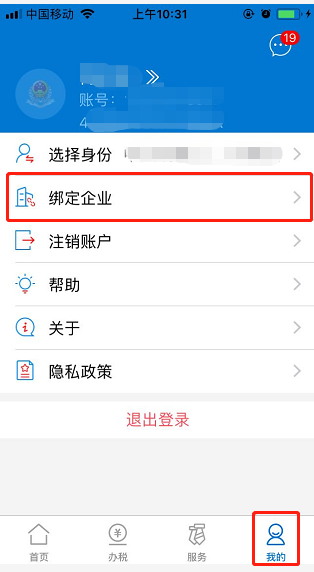 中国移动
上午10:31
19
账号：
4
选择身份
绑定企业
注销账户
帮助
关于
隐私政策
退出登录
首页
办税
服务
我的